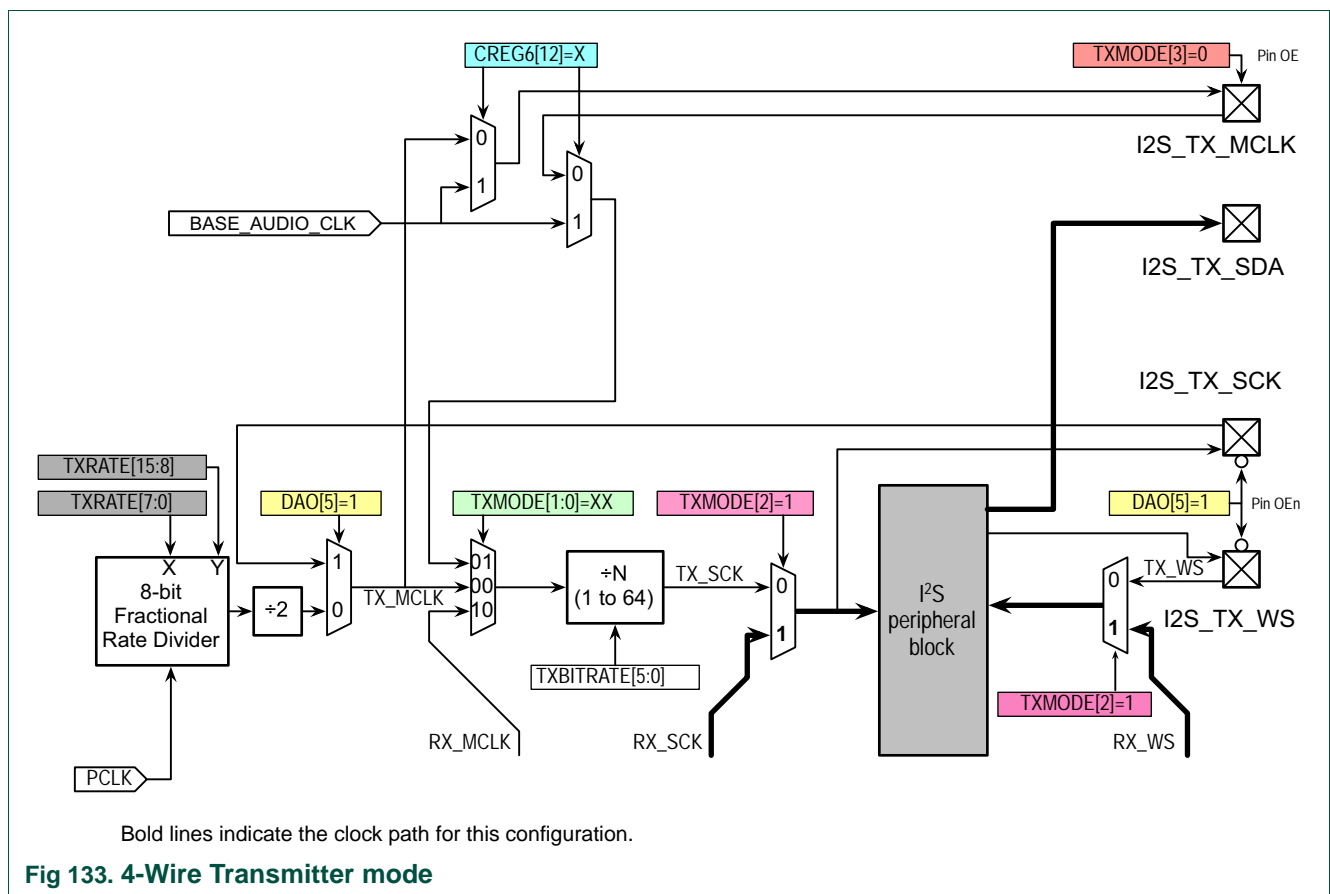 CREG6[12]=X
TXMODE[3]=0
Pin OE
0
1
I2S_TX_MCLK
0
1
BASE_AUDIO_CLK
I2S_TX_SDA
I2S_TX_SCK
TXRATE[15:8]
TXRATE[7:0]
DAO[5]=1
TXMODE[1:0]=XX
TXMODE[2]=1
DAO[5]=1
Pin OEn
X
Y
8-bit
Fractional
Rate Divider
÷2
1
0
TX_MCLK
01
00
10
÷N
(1 to 64)
TX_SCK
0
1
I²S
peripheral
block
TX_WS
0
1
I2S_TX_WS
TXBITRATE[5:0]
TXMODE[2]=1
RX_MCLK
RX_SCK
RX_WS
PCLK
Bold lines indicate the clock path for this configuration.
Fig 133. 4-Wire Transmitter mode